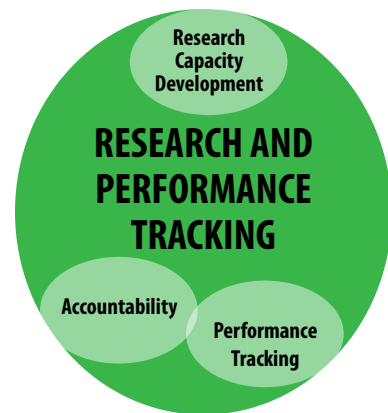 Research
Capacity
Development
RESEARCH AND
PERFORMANCE
TRACKING
Accountability
Performance
Tracking